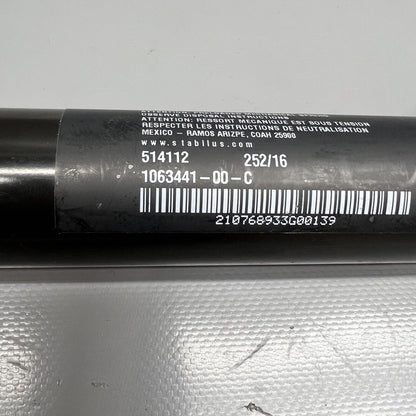 OBSERVE DISPOSAL INSTRUCTIONS
ATTENTION: RESSORT MECANIQUE EST SOUS TENSION
RESPECTER LES INSTRUCTIONS DE NEUTRALISATION
MEXICO - RAMOS ARIZPE, COAH 25900
www.stabilus.com
514112 252/16
1063441-00-C
210768933G00139